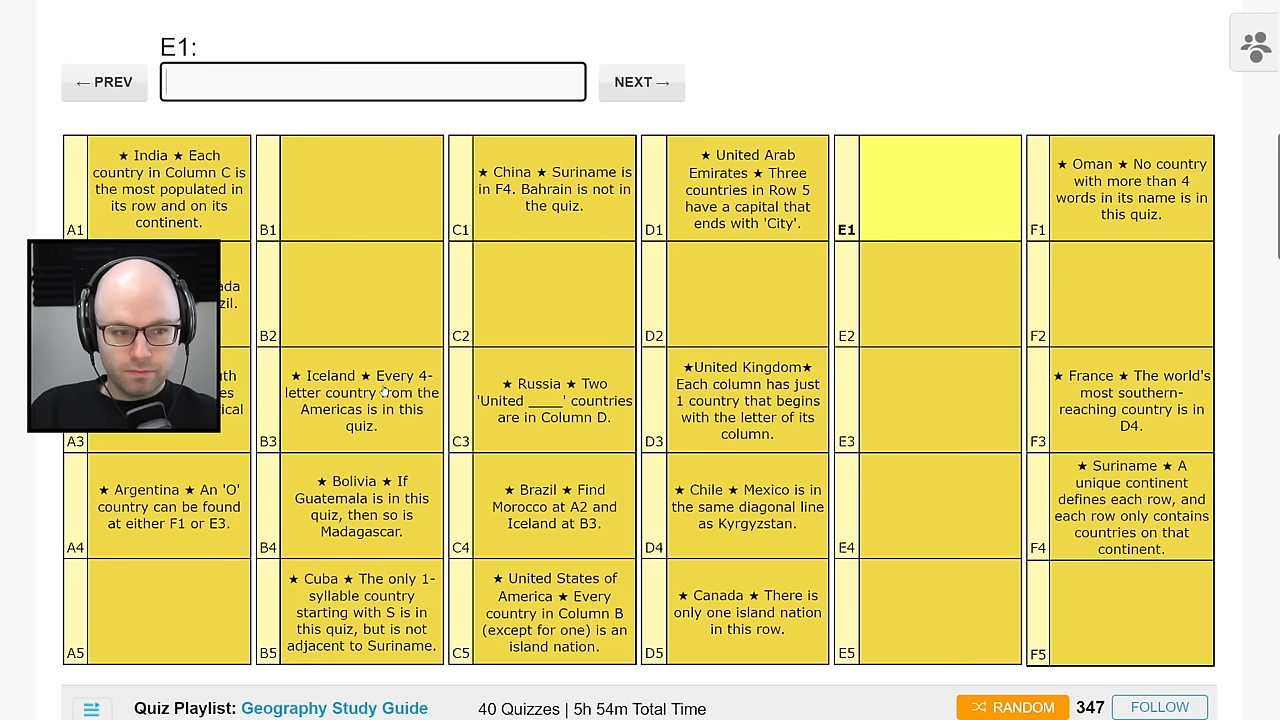 E1:
← PREV
NEXT →
★ India ★ Each
country in Column C is
the most populated in
its row and on its
continent.
A1
B1
★ China ★ Suriname is
in F4. Bahrain is not in
the quiz.
C1
★ United Arab
Emirates ★ Three
countries in Row 5
have a capital that
ends with 'City'.
D1
E1
★ Oman ★ No country
with more than 4
words in its name is in
this quiz.
F1
B2
C2
D2
E2
F2
A3
★ Iceland ★ Every 4-
letter country from the
Americas is in this
quiz.
B3
★ Russia ★ Two
'United ____' countries
are in Column D.
C3
★United Kingdom★
Each column has just
1 country that begins
with the letter of its
column.
D3
E3
★ France ★ The world's
most southern-
reaching country is in
D4.
F3
★ Argentina ★ An 'O'
country can be found
at either F1 or E3.
A4
★ Bolivia ★ If
Guatemala is in this
quiz, then so is
Madagascar.
B4
★ Brazil ★ Find
Morocco at A2 and
Iceland at B3.
C4
★ Chile ★ Mexico is in
the same diagonal line
as Kyrgyzstan.
D4
E4
★ Suriname ★ A
unique continent
defines each row, and
each row only contains
countries on that
continent.
F4
A5
★ Cuba ★ The only 1-
syllable country
starting with S is in
this quiz, but is not
adjacent to Suriname.
B5
★ United States of
America ★ Every
country in Column B
(except for one) is an
island nation.
C5
★ Canada ★ There is
only one island nation
in this row.
D5
E5
F5
Quiz Playlist: Geography Study Guide
40 Quizzes | 5h 54m Total Time
RANDOM
347
FOLLOW